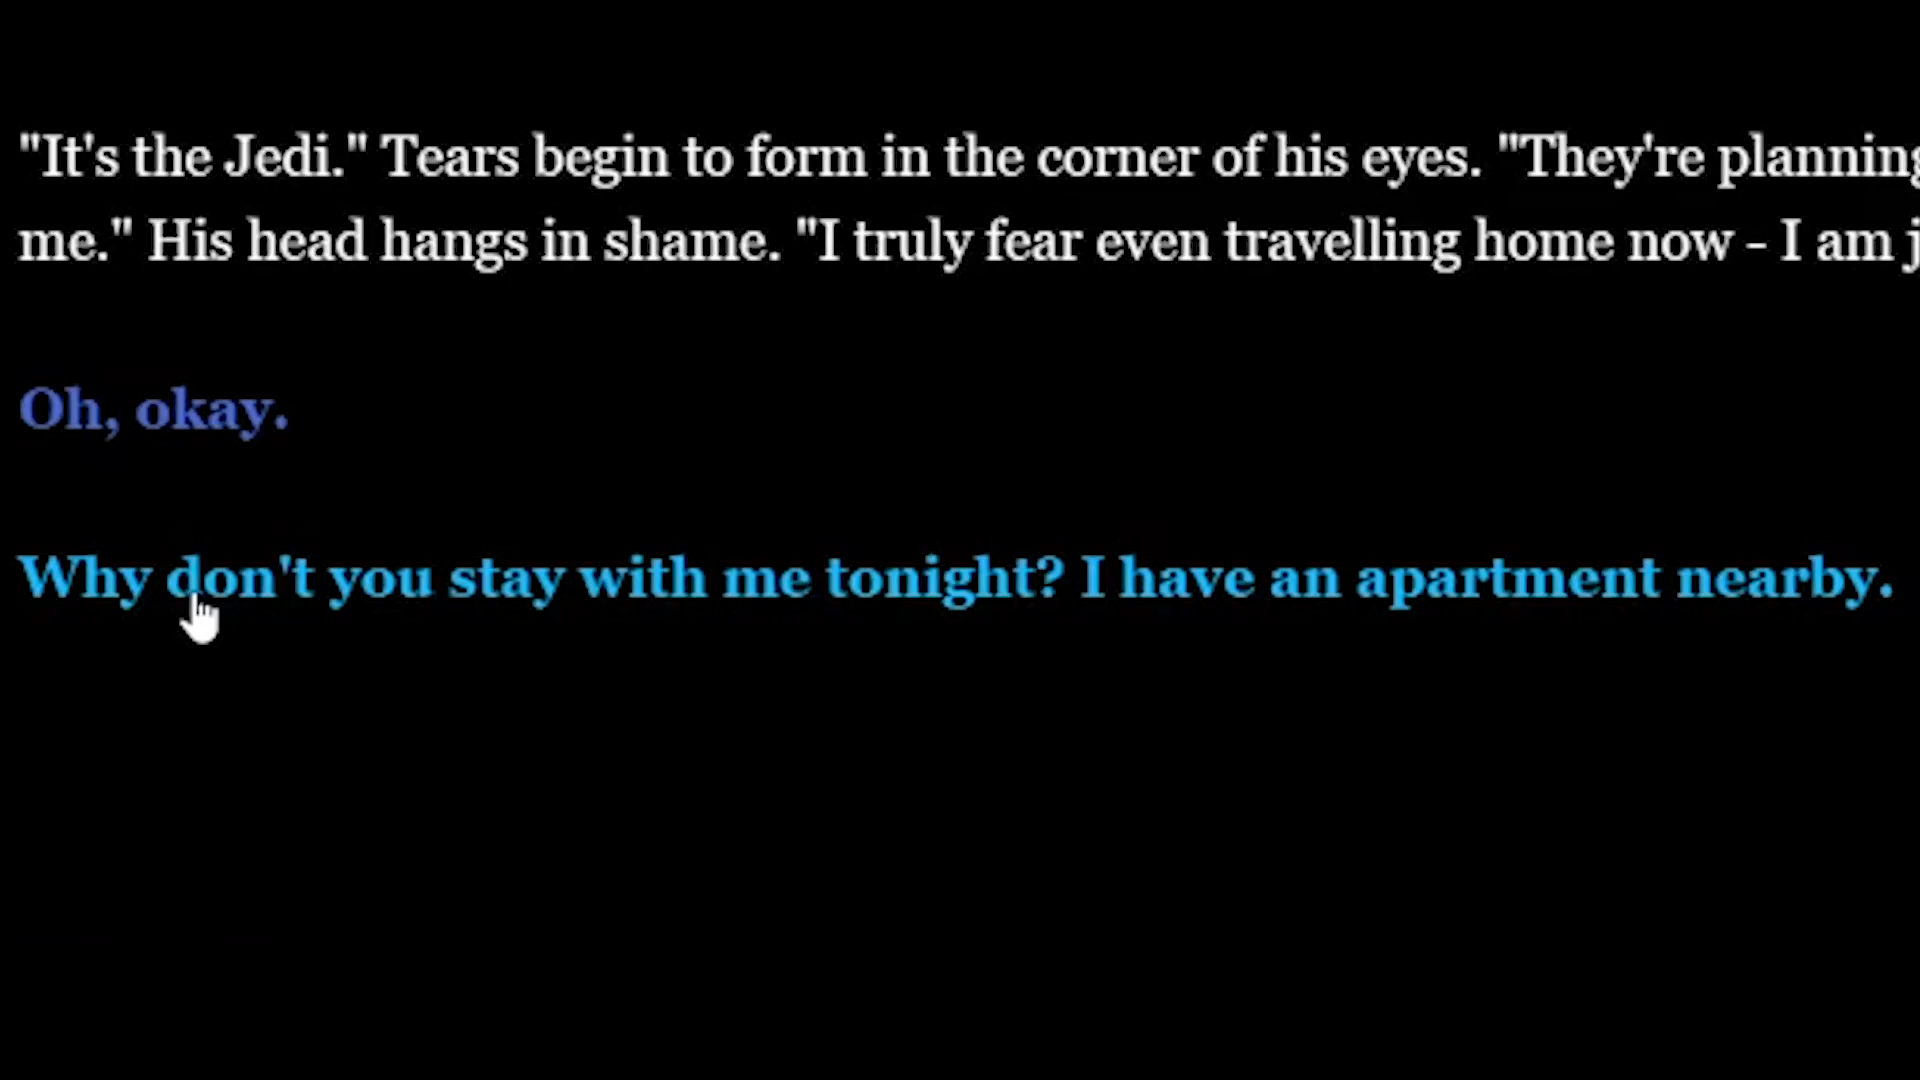 "It's the Jedi." Tears begin to form in the corner of his eyes. "They're planning
me." His head hangs in shame. "I truly fear even travelling home now - I am j
Oh, okay.
Why don't you stay with me tonight? I have an apartment nearby.